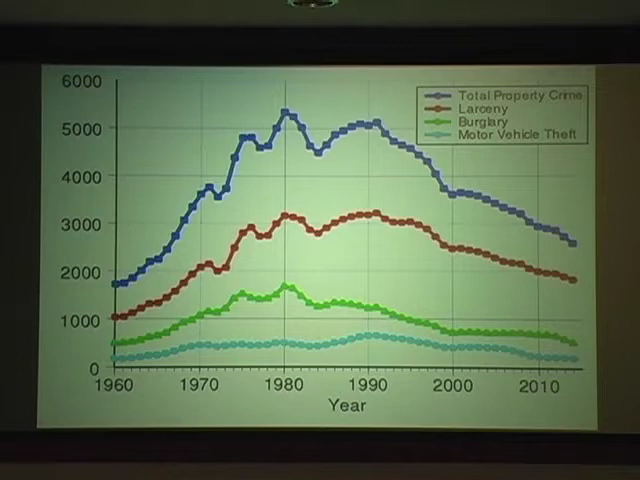 6000
5000
4000
3000
2000
1000
0
Total Property Crime
Larceny
Burglary
Motor Vehicle Theft
1960 1970 1980 1990 2000 2010
Year